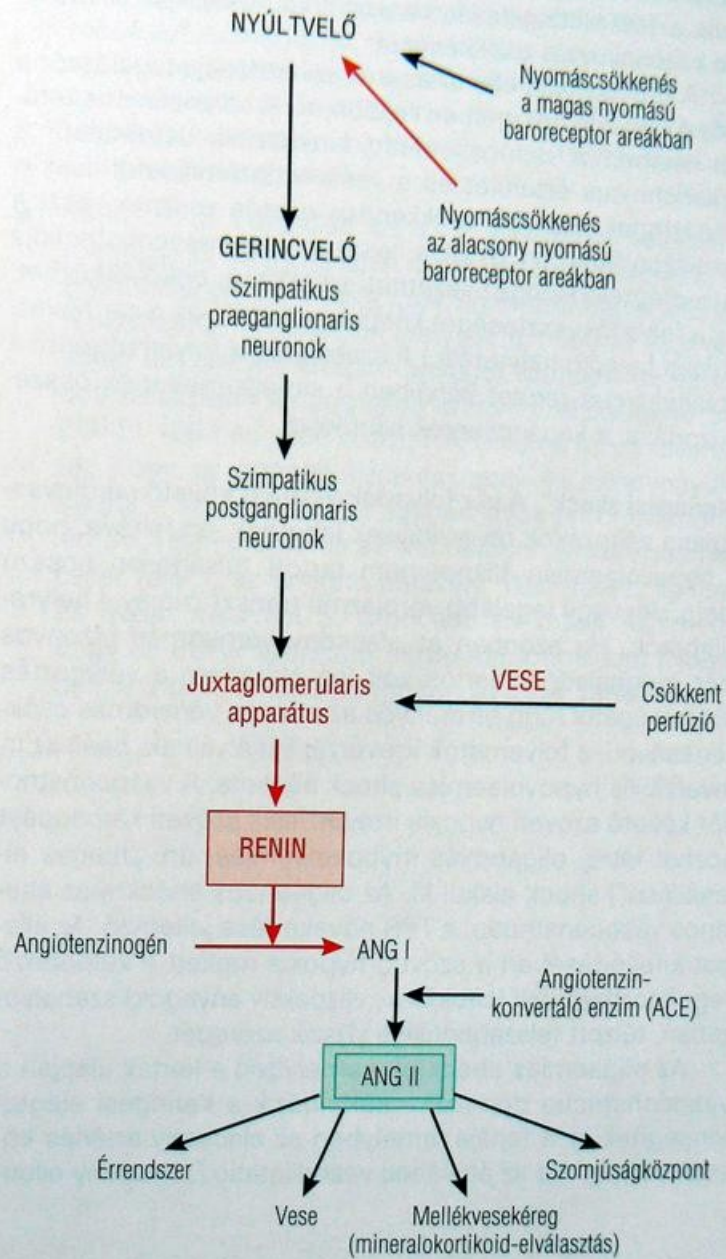 NYÚLTVELŐ
Nyomáscsökkenés
a magas nyomású
baroreceptor areákban
Nyomáscsökkenés
az alacsony nyomású
baroreceptor areákban
GERINCVELŐ
Szimpatikus
praeganglionaris
neuronok
Szimpatikus
postganglionaris
neuronok
Juxtaglomerularis
apparátus
VESE
Csökkent
perfúzió
RENIN
Angiotenzinogén
ANG I
Angiotenzin-
konvertáló enzim (ACE)
ANG II
Érrendszer
Vese
Mellékvesekéreg
(mineralokortikoid-elválasztás)
Szomjúságközpont